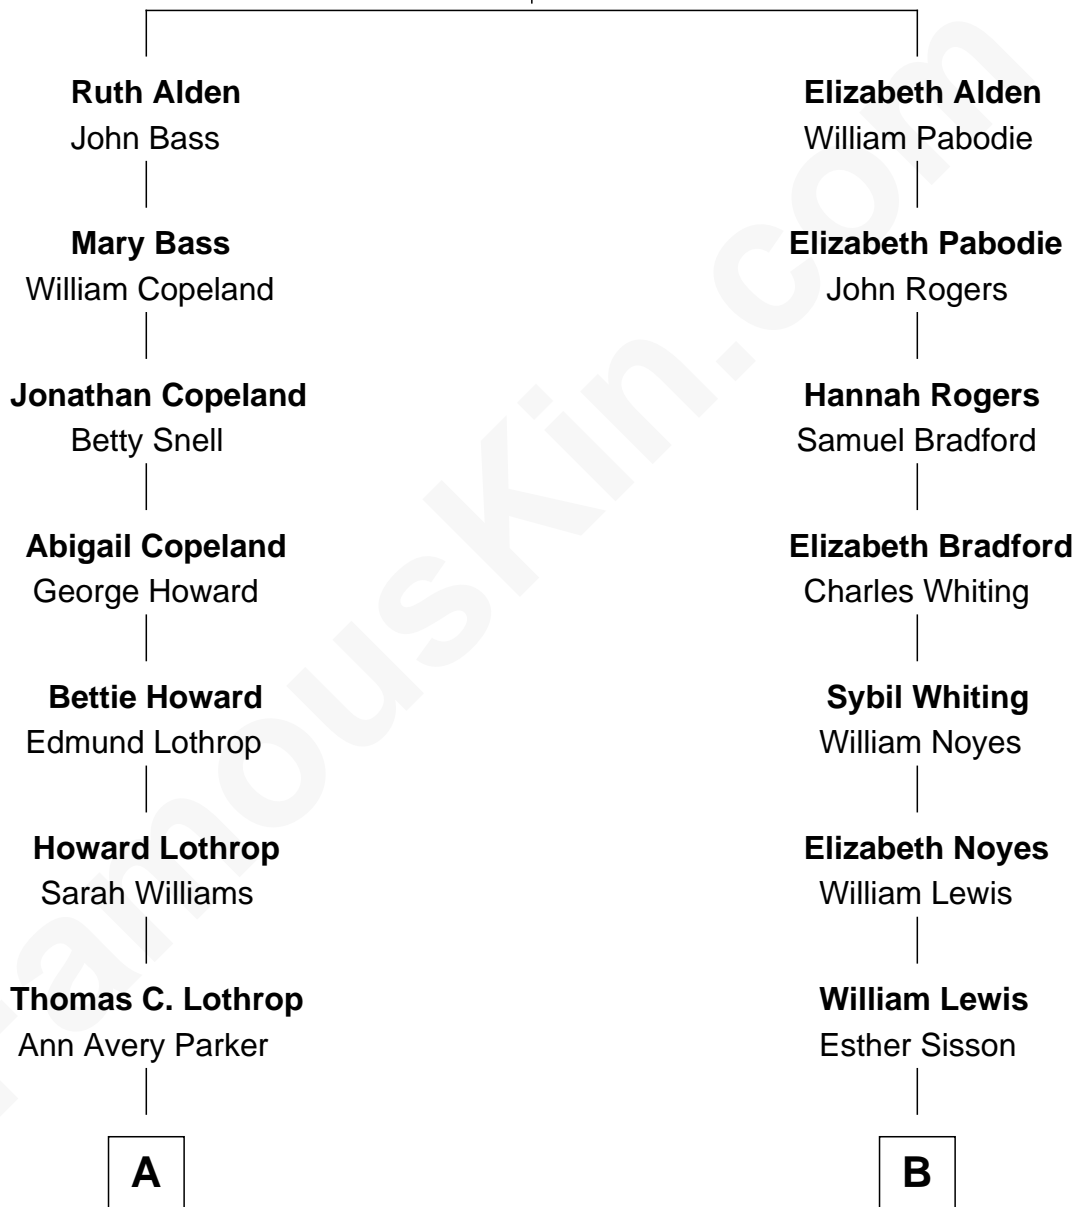 Ruth Alden
John Bass
Mary Bass
William Copeland
Jonathan Copeland
Betty Snell
Abigail Copeland
George Howard
Bettie Howard
Edmund Lothrop
Howard Lothrop
Sarah Williams
Thomas C. Lothrop
Ann Avery Parker
A
Elizabeth Alden
William Pabodie
Elizabeth Pabodie
John Rogers
Hannah Rogers
Samuel Bradford
Elizabeth Bradford
Charles Whiting
Sybil Whiting
William Noyes
Elizabeth Noyes
William Lewis
William Lewis
Esther Sisson
B
FamousKin.com